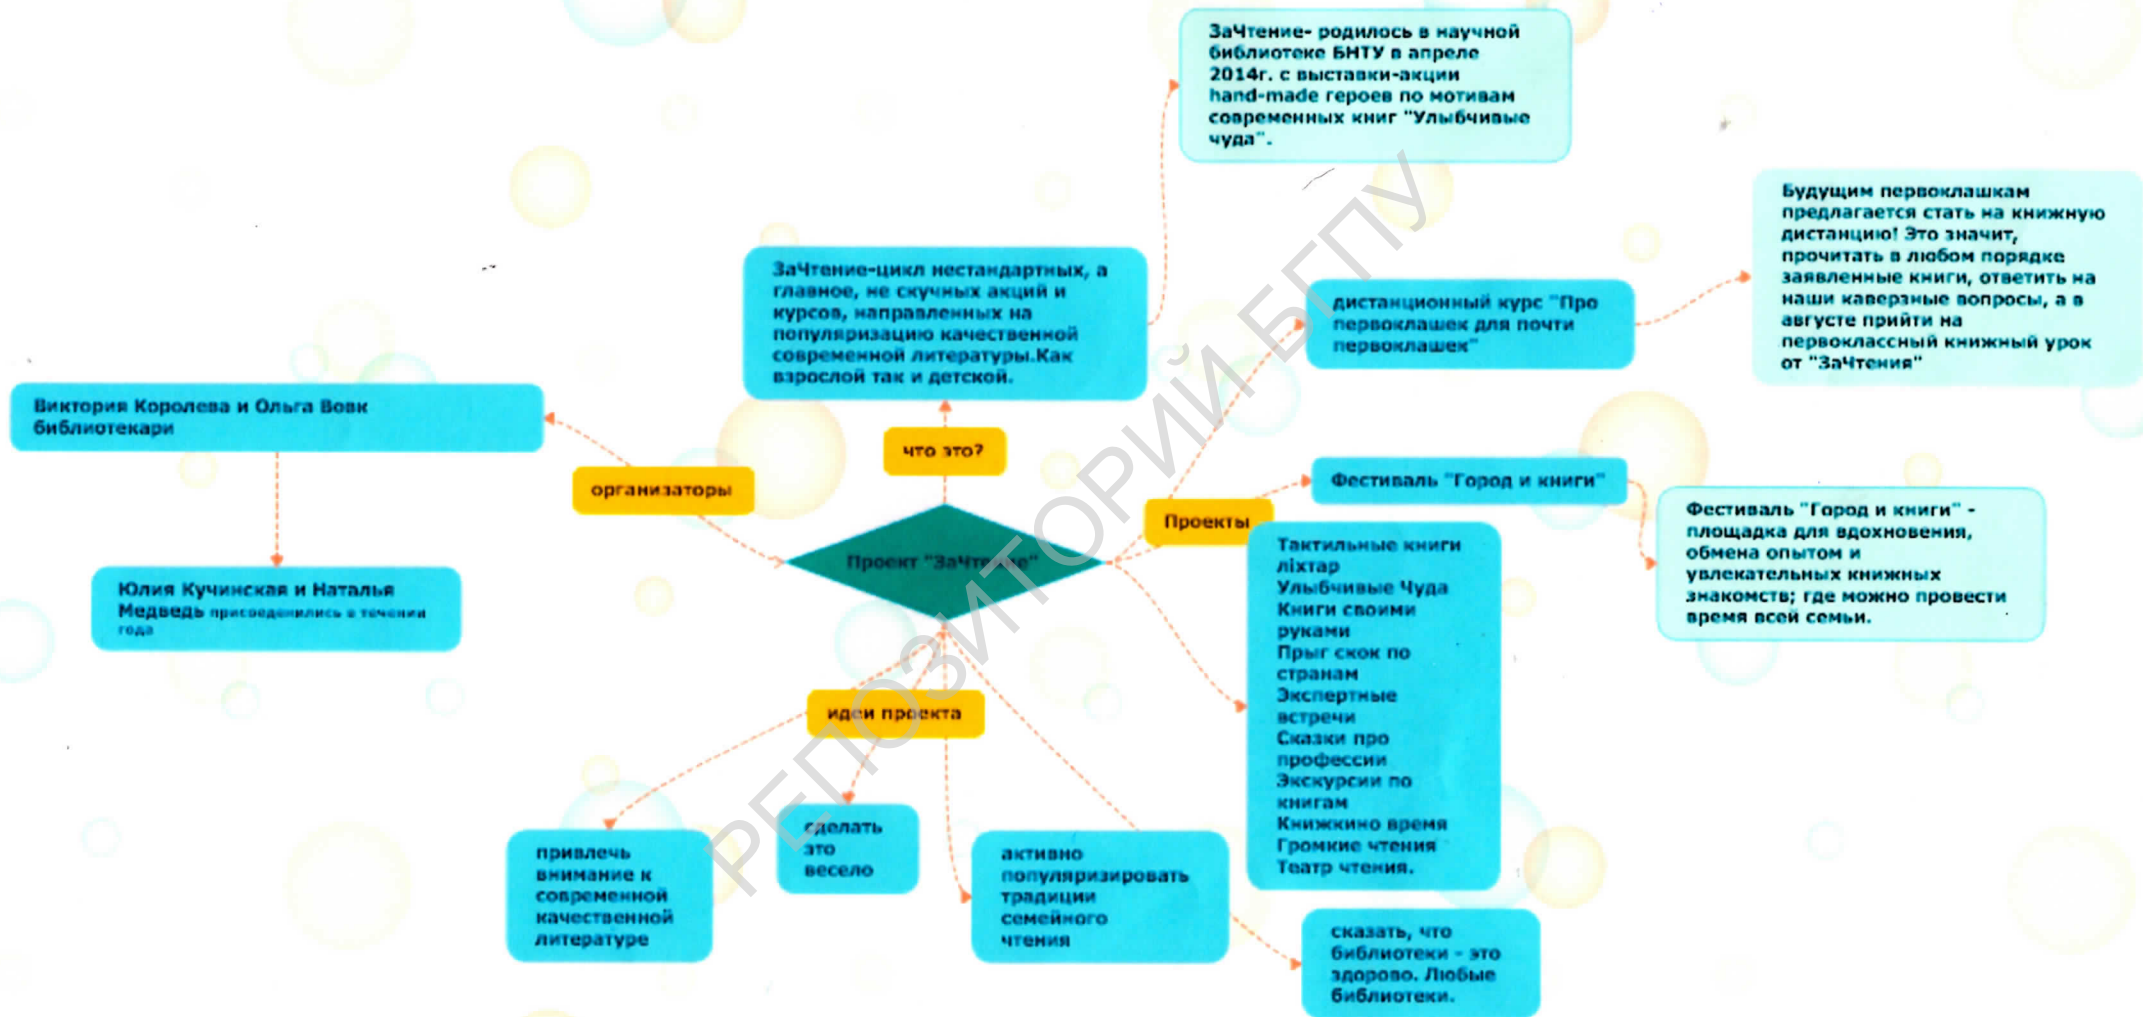 ЗаЧтение- родилось в научной
библиотеке БНТУ в апреле
2014г. с выставки-акции
hand-made героев по мотивам
современных книг "Улыбчивые
чуда".
Будущим первоклашкам
предлагается стать на книжную
дистанцию! Это значит,
прочитать в любом порядке
заявленные книги, ответить на
наши каверзные вопросы, а в
августе прийти на
первоклассный книжный урок
от "ЗаЧтения"
ЗаЧтение-цикл нестандартных, а
главное, не скучных акций и
курсов, направленных на
популяризацию качественной
современной литературы.Как
взрослой так и детской.
дистанционный курс "Про
первоклашек для почти
первоклашек"
Виктория Королева и Ольга Вовк
библиотекари
что это?
организаторы
Фестиваль "Город и книги"
Проекты
Фестиваль "Город и книги" -
площадка для вдохновения,
обмена опытом и
увлекательных книжных
знакомств; где можно провести
время всей семьи.
Проект "ЗаЧтение"
Тактильные книги
ліхтар
Улыбчивые Чуда
Книги своими
руками
Прыг скок по
странам
Экспертные
встречи
Сказки про
профессии
Экскурсии по
книгам
Книжкино время
Громкие чтения
Театр чтения.
Юлия Кучинская и Наталья
Медведь присоеденились в течении
года
идеи проекта
привлечь
внимание к
современной
качественной
литературе
сделать
это
весело
активно
популяризировать
традиции
семейного
чтения
сказать, что
библиотеки - это
здорово. Любые
библиотеки.
РЕПОЗИТОРИЙ БГПУ